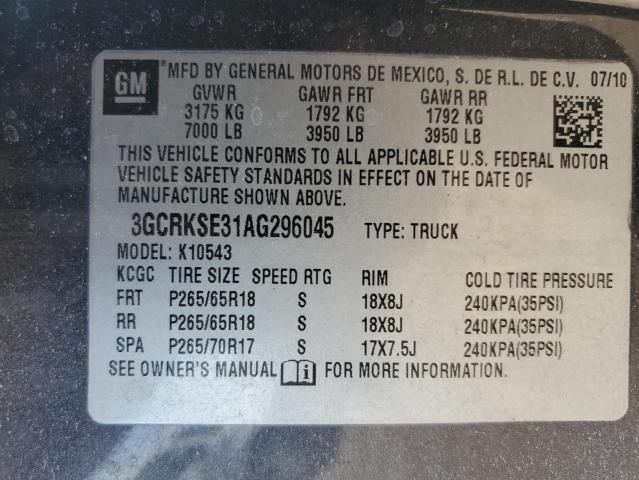 GM MFD BY GENERAL MOTORS DE MEXICO, S. DE R.L. DE C.V. 07/10
GVWR GAWR FRT GAWR RR
3175 KG 1792 KG 1792 KG
7000 LB 3950 LB 3950 LB
THIS VEHICLE CONFORMS TO ALL APPLICABLE U.S. FEDERAL MOTOR
VEHICLE SAFETY STANDARDS IN EFFECT ON THE DATE OF
MANUFACTURE SHOWN ABOVE.
3GCRKSE31AG296045 TYPE: TRUCK
MODEL: K10543
KCGC TIRE SIZE SPEED RTG RIM COLD TIRE PRESSURE
FRT P265/65R18 S 18X8J 240KPA(35PSI)
RR P265/65R18 S 18X8J 240KPA(35PSI)
SPA P265/70R17 S 17X7.5J 240KPA(35PSI)
SEE OWNER'S MANUAL i FOR MORE INFORMATION.